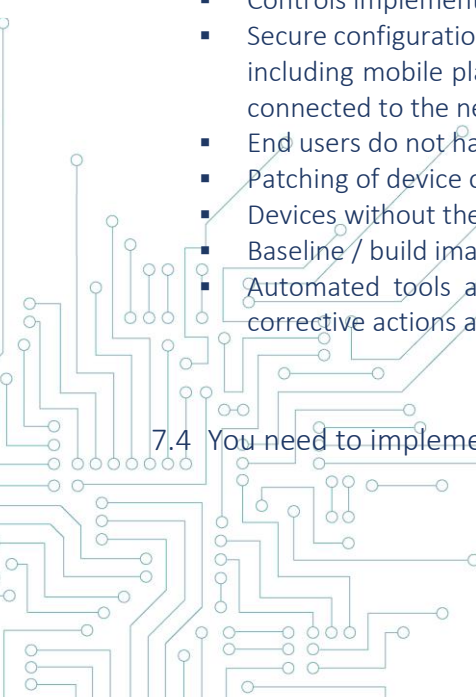 ▪ Controls implement
▪ Secure configuratio
including mobile pla
connected to the ne
▪ End users do not ha
▪ Patching of device o
▪ Devices without the
▪ Baseline / build ima
▪ Automated tools a
corrective actions a
7.4 You need to impleme